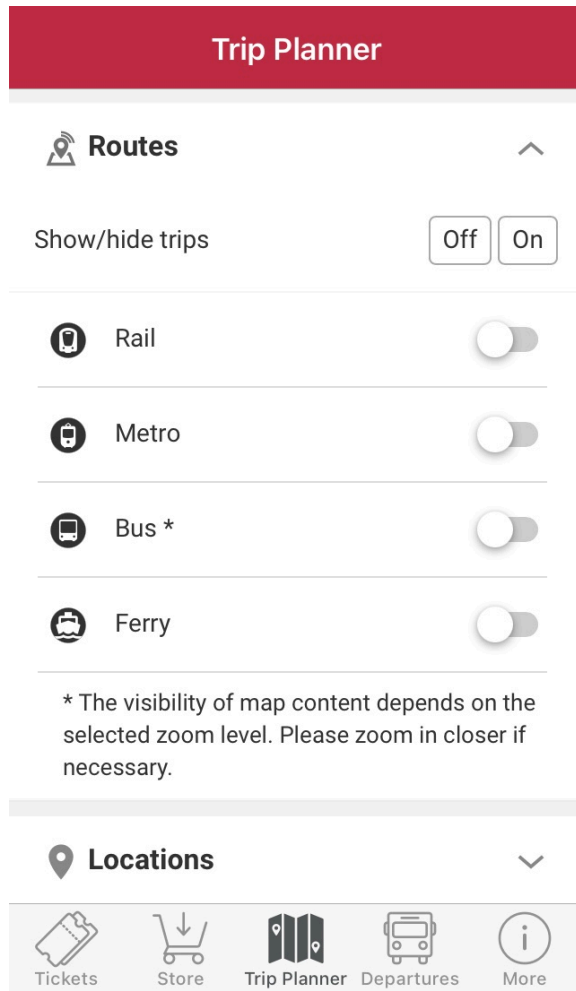 Trip Planner
Routes
Show/hide trips Off On
Rail
Metro
Bus *
Ferry
* The visibility of map content depends on the
selected zoom level. Please zoom in closer if
necessary.
Locations
Tickets Store Trip Planner Departures More